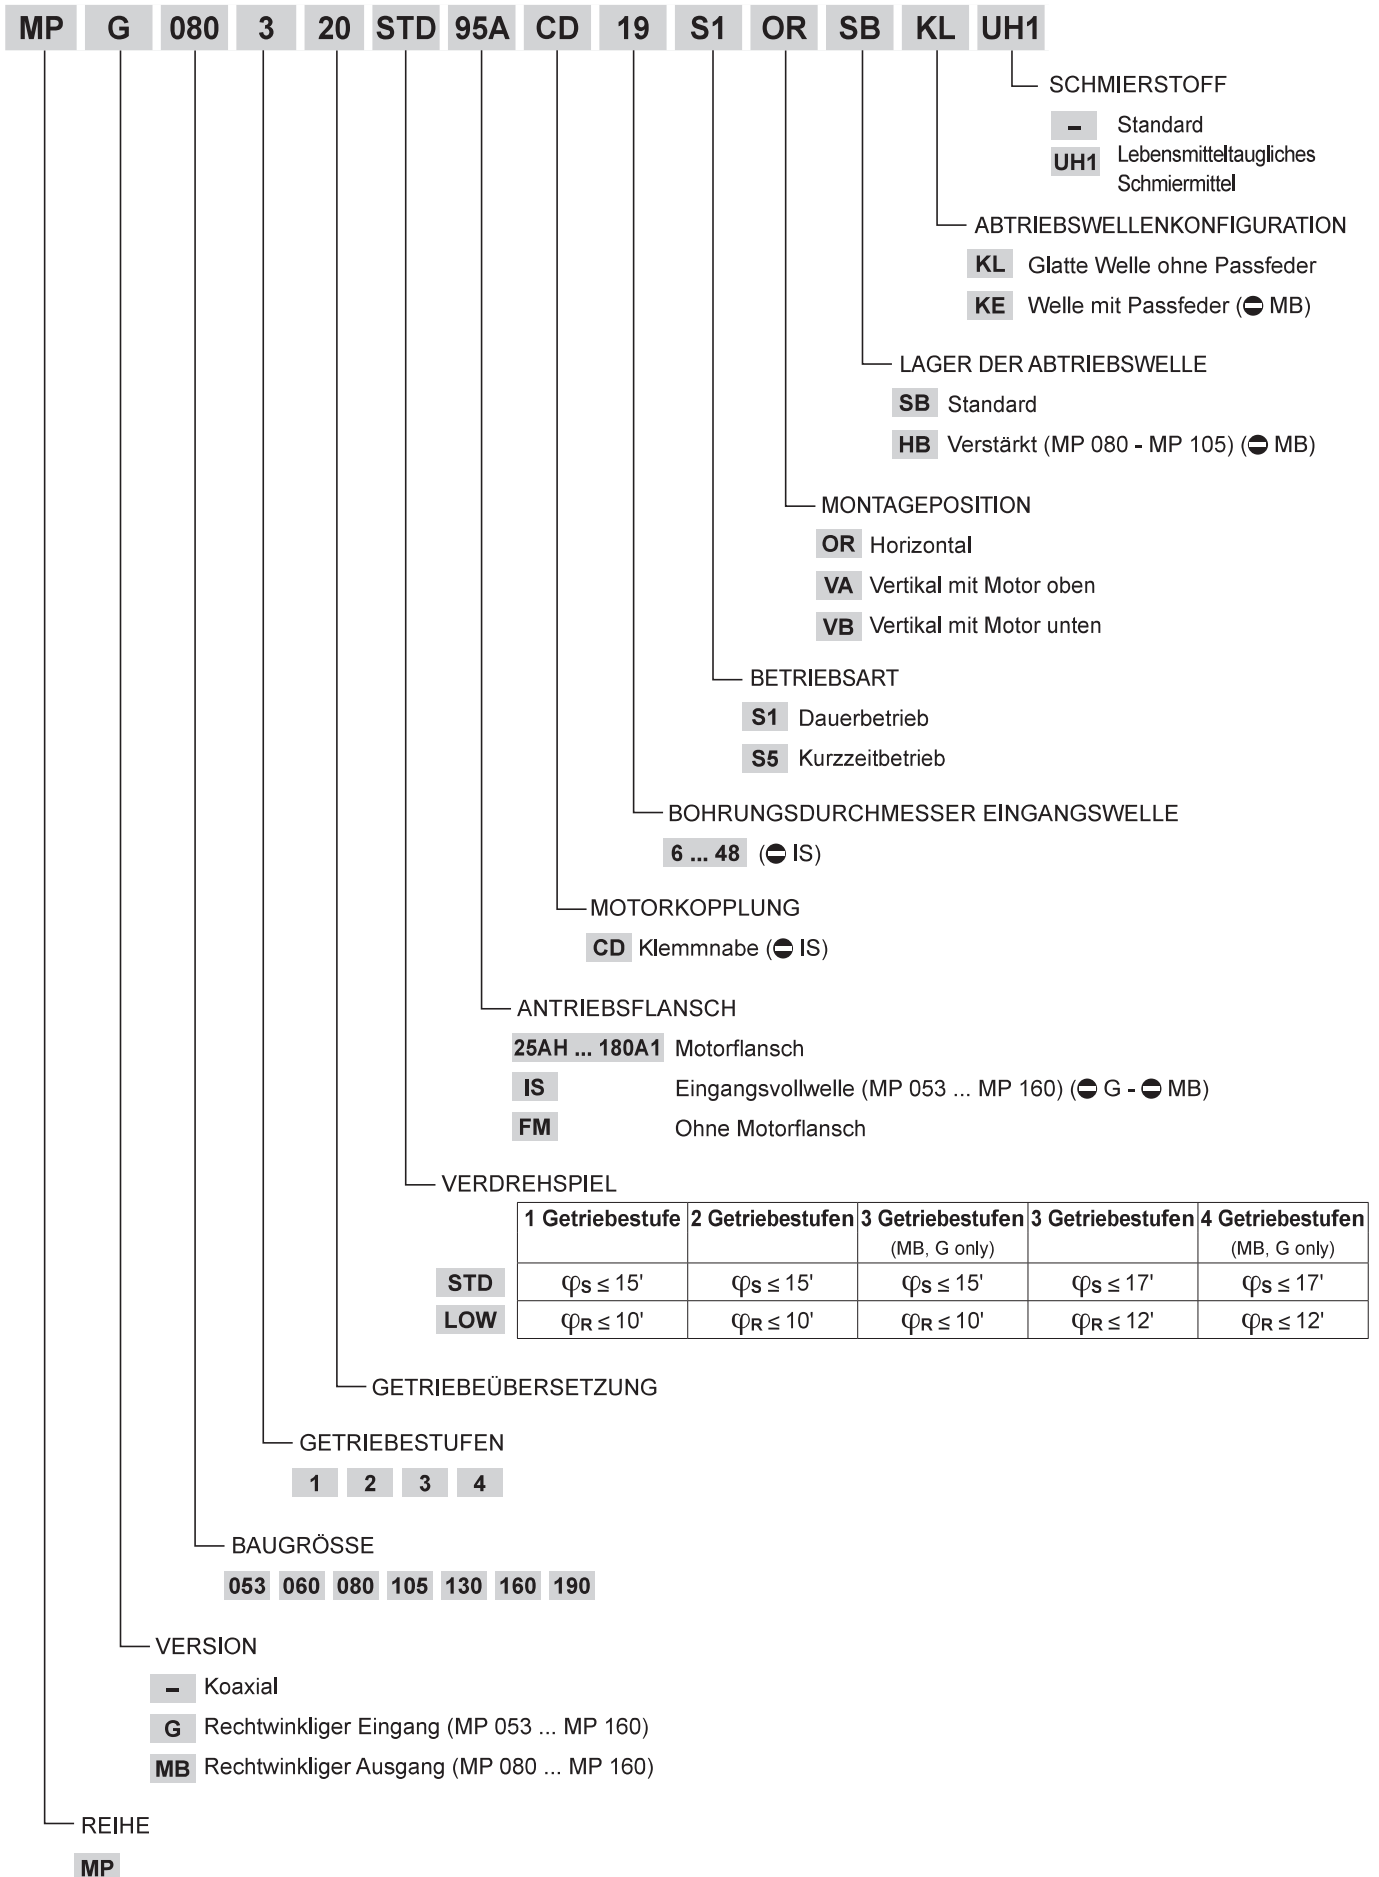 MP G 080 3 20 STD 95A CD 19 S1 OR SB KL UH1
SCHMIERSTOFF
– Standard
UH1 Lebensmitteltaugliches
Schmiermittel
ABTRIEBSWELLENKONFIGURATION
KL Glatte Welle ohne Passfeder
KE Welle mit Passfeder (⛔ MB)
LAGER DER ABTRIEBSWELLE
SB Standard
HB Verstärkt (MP 080 - MP 105) (⛔ MB)
MONTAGEPOSITION
OR Horizontal
VA Vertikal mit Motor oben
VB Vertikal mit Motor unten
BETRIEBSART
S1 Dauerbetrieb
S5 Kurzzeitbetrieb
BOHRUNGSDURCHMESSER EINGANGSWELLE
6 ... 48 (⛔ IS)
MOTORKOPPLUNG
CD Klemmnabe (⛔ IS)
ANTRIEBSFLANSCH
25AH ... 180A1 Motorflansch
IS Eingangsvollwelle (MP 053 ... MP 160) (⛔ G - ⛔ MB)
FM Ohne Motorflansch
VERDREHSPIEL
1 Getriebestufe 2 Getriebestufen 3 Getriebestufen 3 Getriebestufen 4 Getriebestufen
(MB, G only) (MB, G only)
STD φS ≤ 15' φS ≤ 15' φS ≤ 15' φS ≤ 17' φS ≤ 17'
LOW φR ≤ 10' φR ≤ 10' φR ≤ 10' φR ≤ 12' φR ≤ 12'
GETRIEBEÜBERSETZUNG
GETRIEBESTUFEN
1 2 3 4
BAUGRÖSSE
053 060 080 105 130 160 190
VERSION
– Koaxial
G Rechtwinkliger Eingang (MP 053 ... MP 160)
MB Rechtwinkliger Ausgang (MP 080 ... MP 160)
REIHE
MP